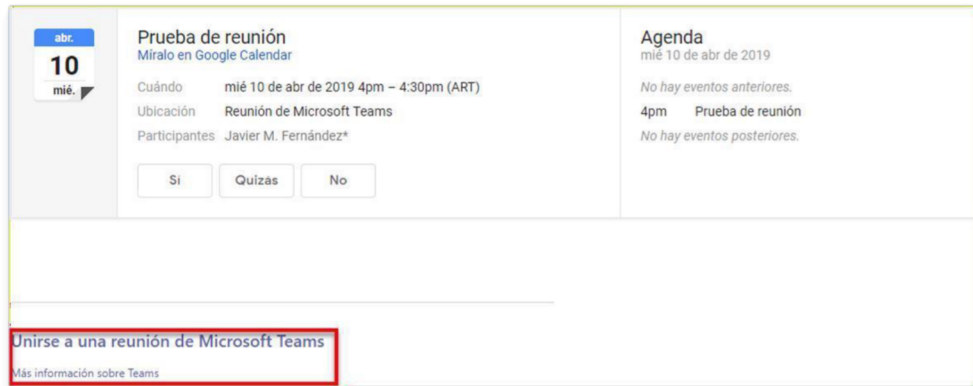 abr.
10
mié.
Prueba de reunión
Míralo en Google Calendar
Cuándo mié 10 de abr de 2019 4pm – 4:30pm (ART)
Ubicación Reunión de Microsoft Teams
Participantes Javier M. Fernández*
Sí Quizás No
Agenda
mié 10 de abr de 2019
No hay eventos anteriores.
4pm Prueba de reunión
No hay eventos posteriores.
Unirse a una reunión de Microsoft Teams
Más información sobre Teams